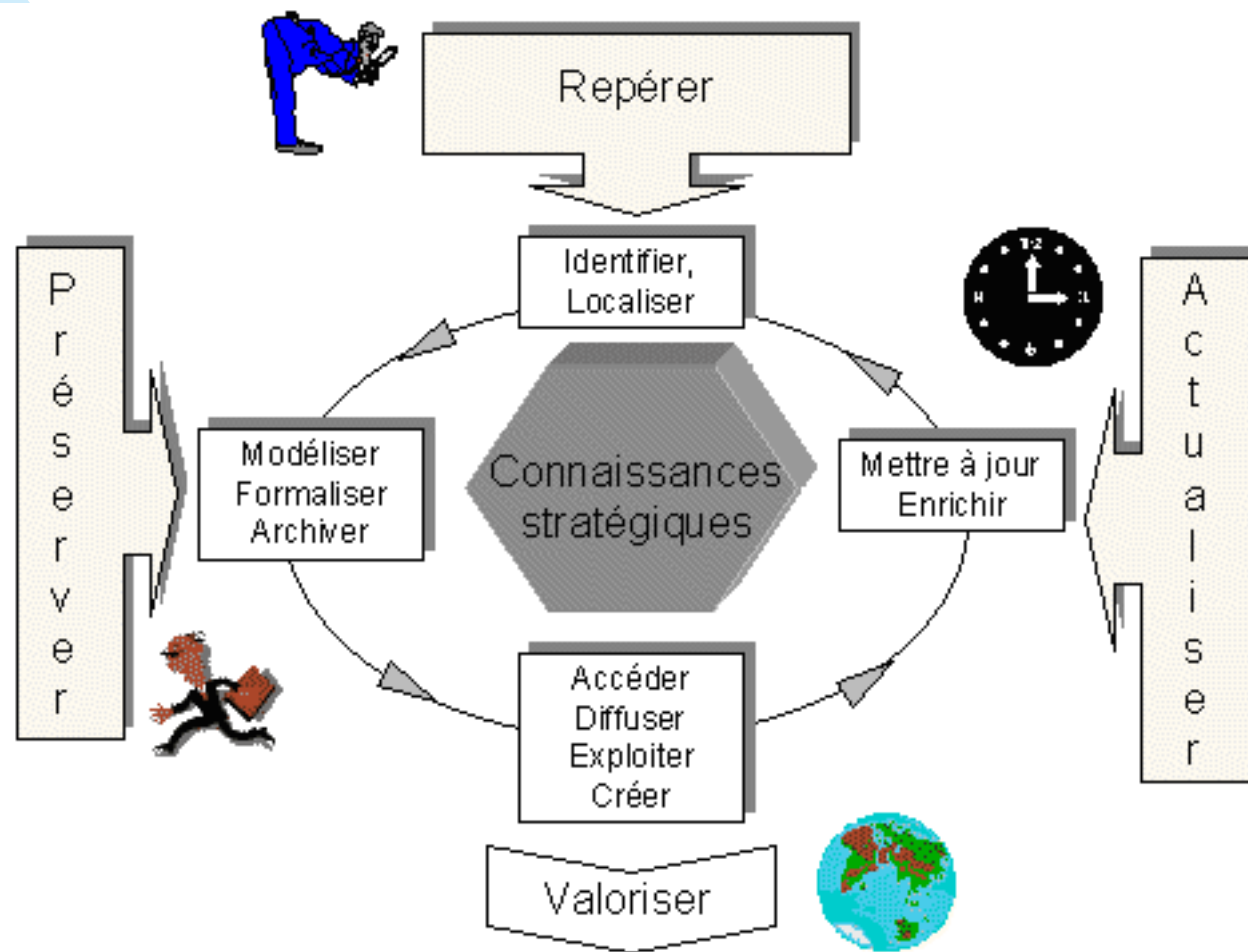 Repérer
Identifier,
Localiser
Préserver
Modéliser
Formaliser
Archiver
Connaissances
stratégiques
Mettre à jour
Enrichir
Actualiser
Accéder
Diffuser
Exploiter
Créer
Valoriser